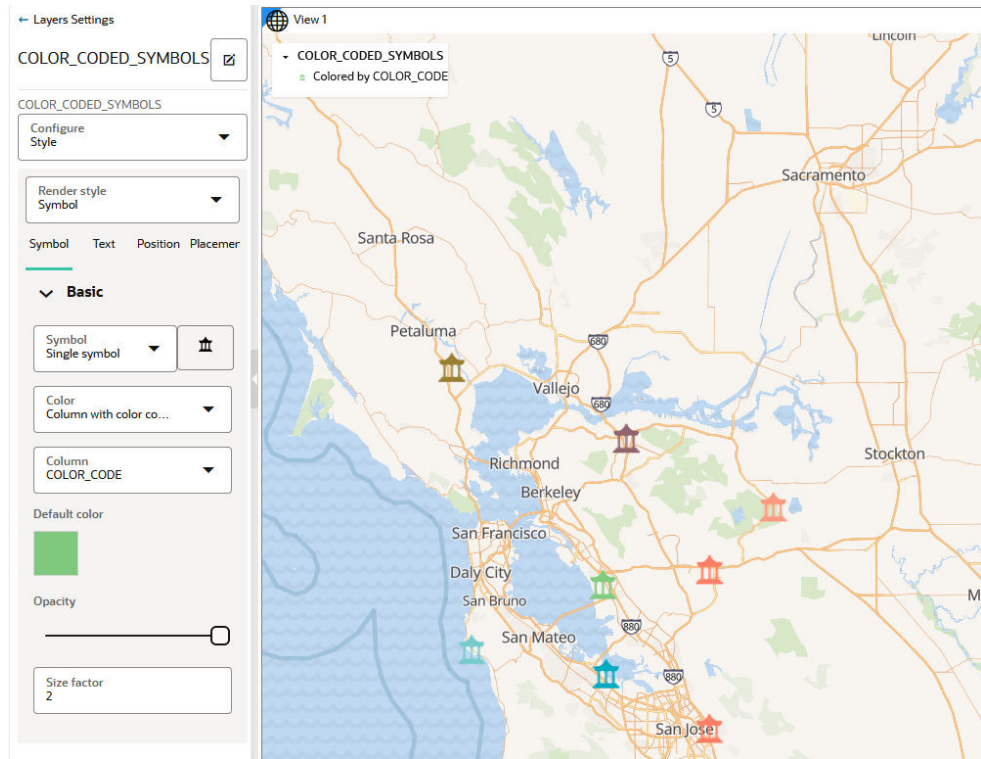 ← Layers Settings
COLOR_CODED_SYMBOLS
COLOR_CODED_SYMBOLS
Configure
Style
Render style
Symbol
Symbol Text Position Placemer
Basic
Symbol
Single symbol
Color
Column with color co...
Column
COLOR_CODE
Default color
Opacity
Size factor
2
View 1
COLOR_CODED_SYMBOLS
Colored by COLOR_CODE
Lincoln
5
5
Sacramento
Santa Rosa
Petaluma
680
Vallejo
680
Stockton
Richmond
Berkeley
San Francisco
Daly City
San Bruno
M
880
San Mateo
880
San Jose